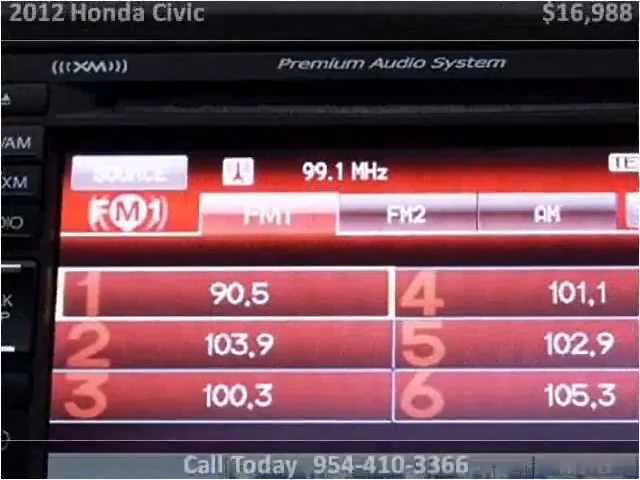 2012 Honda Civic $16,988
(((XM))) Premium Audio System
SOURCE 99.1 MHz
FM1 FM1 FM2 AM
1 90.5 4 101.1
2 103.9 5 102.9
3 100.3 6 105.3
Call Today 954-410-3366